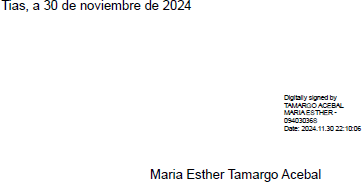 Tias, a 30 de noviembre de 2024
Digitally signed by
TAMARGO ACEBAL
MARIA ESTHER -
09403036S
Date: 2024.11.30 22:10:06
Maria Esther Tamargo Acebal